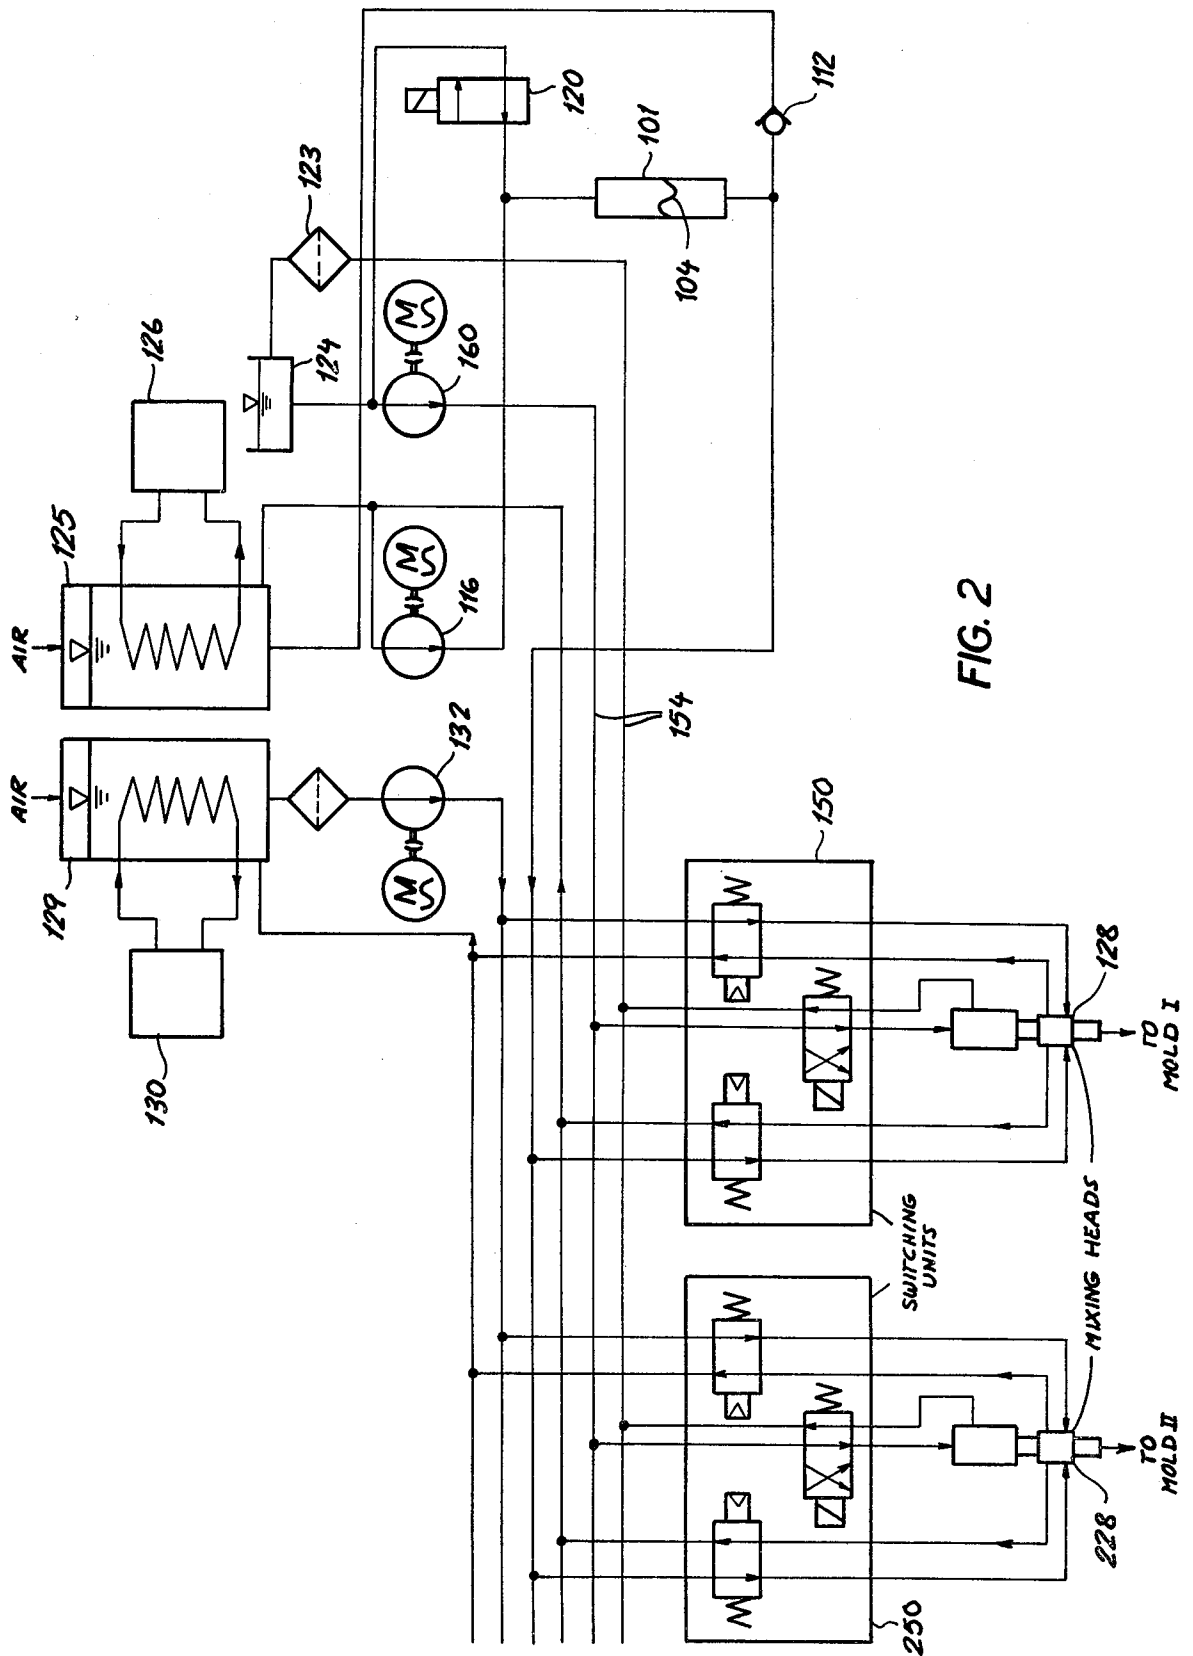 AIR
129
130
AIR
125
126
124
123
120
132
116
M
M
M
160
101
104
112
154
FIG. 2
150
SWITCHING
UNITS
250
128
MIXING HEADS
228
TO
MOLD I
TO
MOLD II